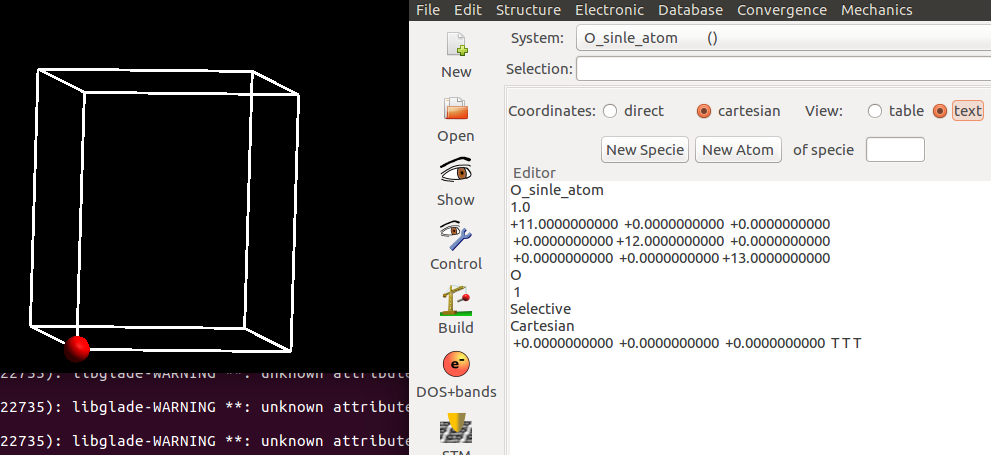 File Edit Structure Electronic Database Convergence Mechanics
System: O_sinle_atom ()
Selection:
Coordinates: direct cartesian View: table text
New Specie New Atom of specie
Editor
O_sinle_atom
1.0
+11.0000000000 +0.0000000000 +0.0000000000
+0.0000000000 +12.0000000000 +0.0000000000
+0.0000000000 +0.0000000000 +13.0000000000
O
1
Selective
Cartesian
+0.0000000000 +0.0000000000 +0.0000000000 T T T
New
Open
Show
Control
Build
e-
DOS+bands
STM
22735): libglade-WARNING **: unknown attribute
22735): libglade-WARNING **: unknown attribute
22735): libglade-WARNING **: unknown attribute